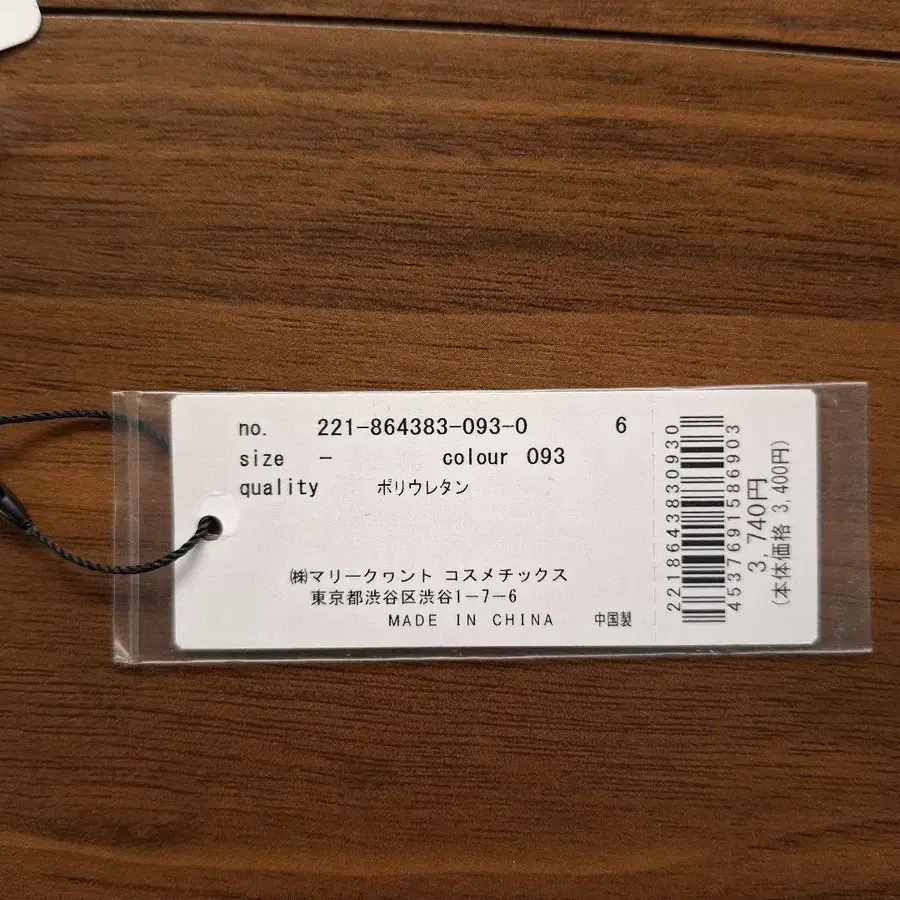 no. 221-864383-093-0 6
size - colour 093
quality ポリウレタン
㈱マリークヮント コスメチックス
東京都渋谷区渋谷1-7-6
MADE IN CHINA 中国製
2218643830930
4537691586903
3,740円
(本体価格 3,400円)